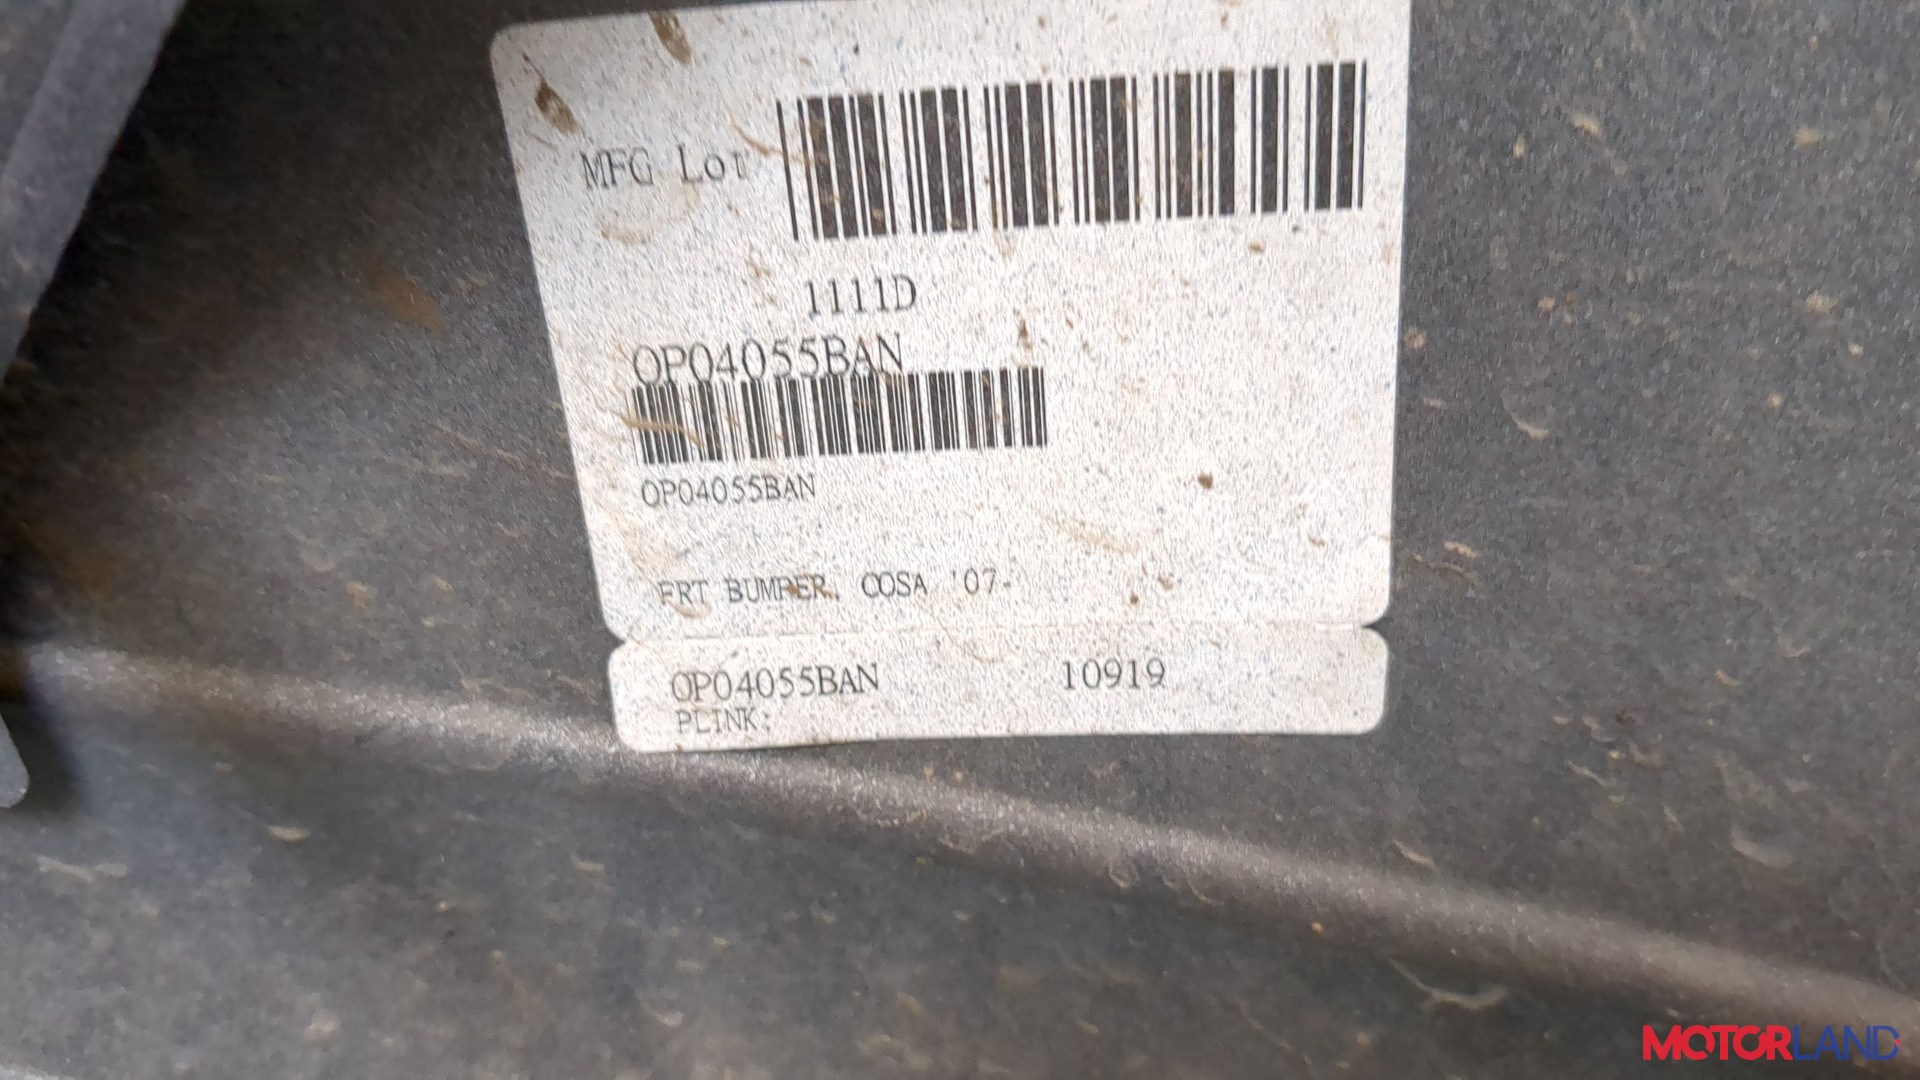 MFG Lot
1111D
OP04055BAN
OP04055BAN
FRT BUMPER, COSA '07-
OP04055BAN 10919
PLINK:
MOTORLAND